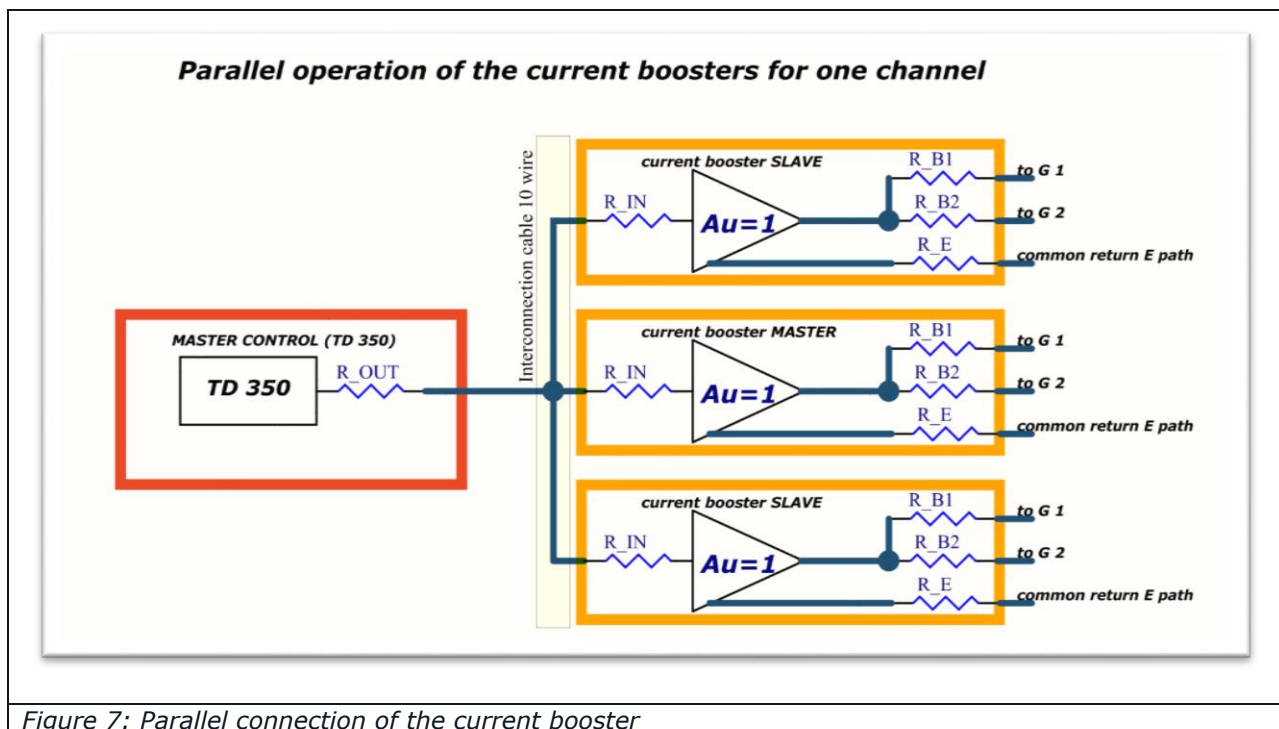 Parallel operation of the current boosters for one channel
Interconnection cable 10 wire
current booster SLAVE
R_IN
Au=1
R_B1
to G 1
R_B2
to G 2
R_E
common return E path
MASTER CONTROL (TD 350)
TD 350
R_OUT
current booster MASTER
R_IN
Au=1
R_B1
to G 1
R_B2
to G 2
R_E
common return E path
current booster SLAVE
R_IN
Au=1
R_B1
to G 1
R_B2
to G 2
R_E
common return E path
Figure 7: Parallel connection of the current booster